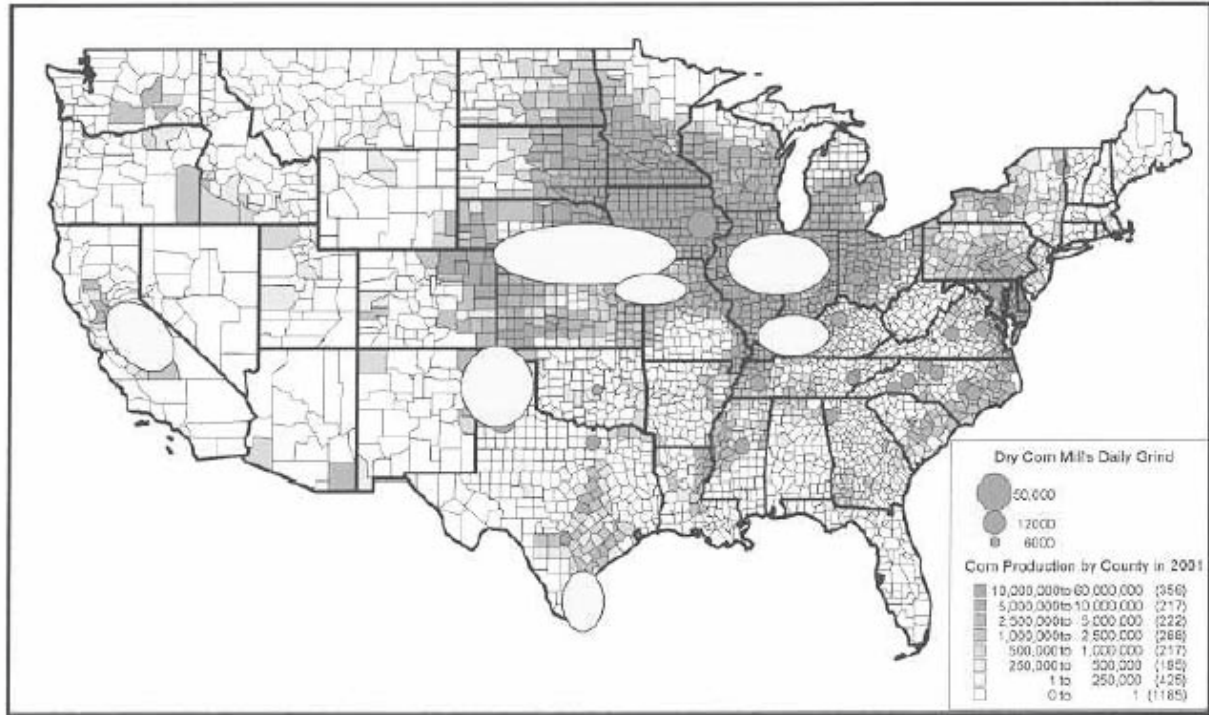 Dry Corn Mill's Daily Grind
50,000
12000
6000
Corn Production by County in 2001
10,000,000 to 60,000,000 (356)
5,000,000 to 10,000,000 (217)
2,500,000 to 5,000,000 (222)
1,000,000 to 2,500,000 (288)
500,000 to 1,000,000 (217)
250,000 to 500,000 (185)
1 to 250,000 (425)
0 to 1 (1185)